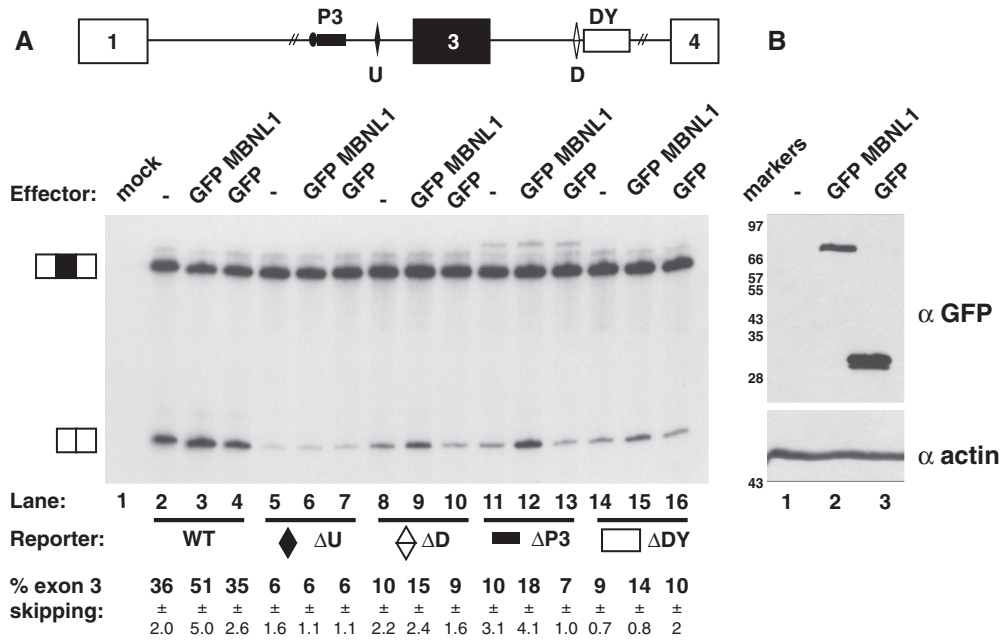 A
P3
DY
B
1
3
4
U
D
Effector:
mock
-
GFP MBNL1
GFP
-
GFP MBNL1
GFP
-
GFP MBNL1
GFP
-
GFP MBNL1
GFP
-
GFP MBNL1
GFP
markers
-
GFP MBNL1
GFP
97
66
57
55
43
35
28
α GFP
α actin
43
1 2 3
Lane: 1 2 3 4 5 6 7 8 9 10 11 12 13 14 15 16
Reporter: WT ΔU ΔD ΔP3 ΔDY
% exon 3 36 51 35 6 6 6 10 15 9 10 18 7 9 14 10
skipping: ± ± ± ± ± ± ± ± ± ± ± ± ± ± ±
2.0 5.0 2.6 1.6 1.1 1.1 2.2 2.4 1.6 3.1 4.1 1.0 0.7 0.8 2